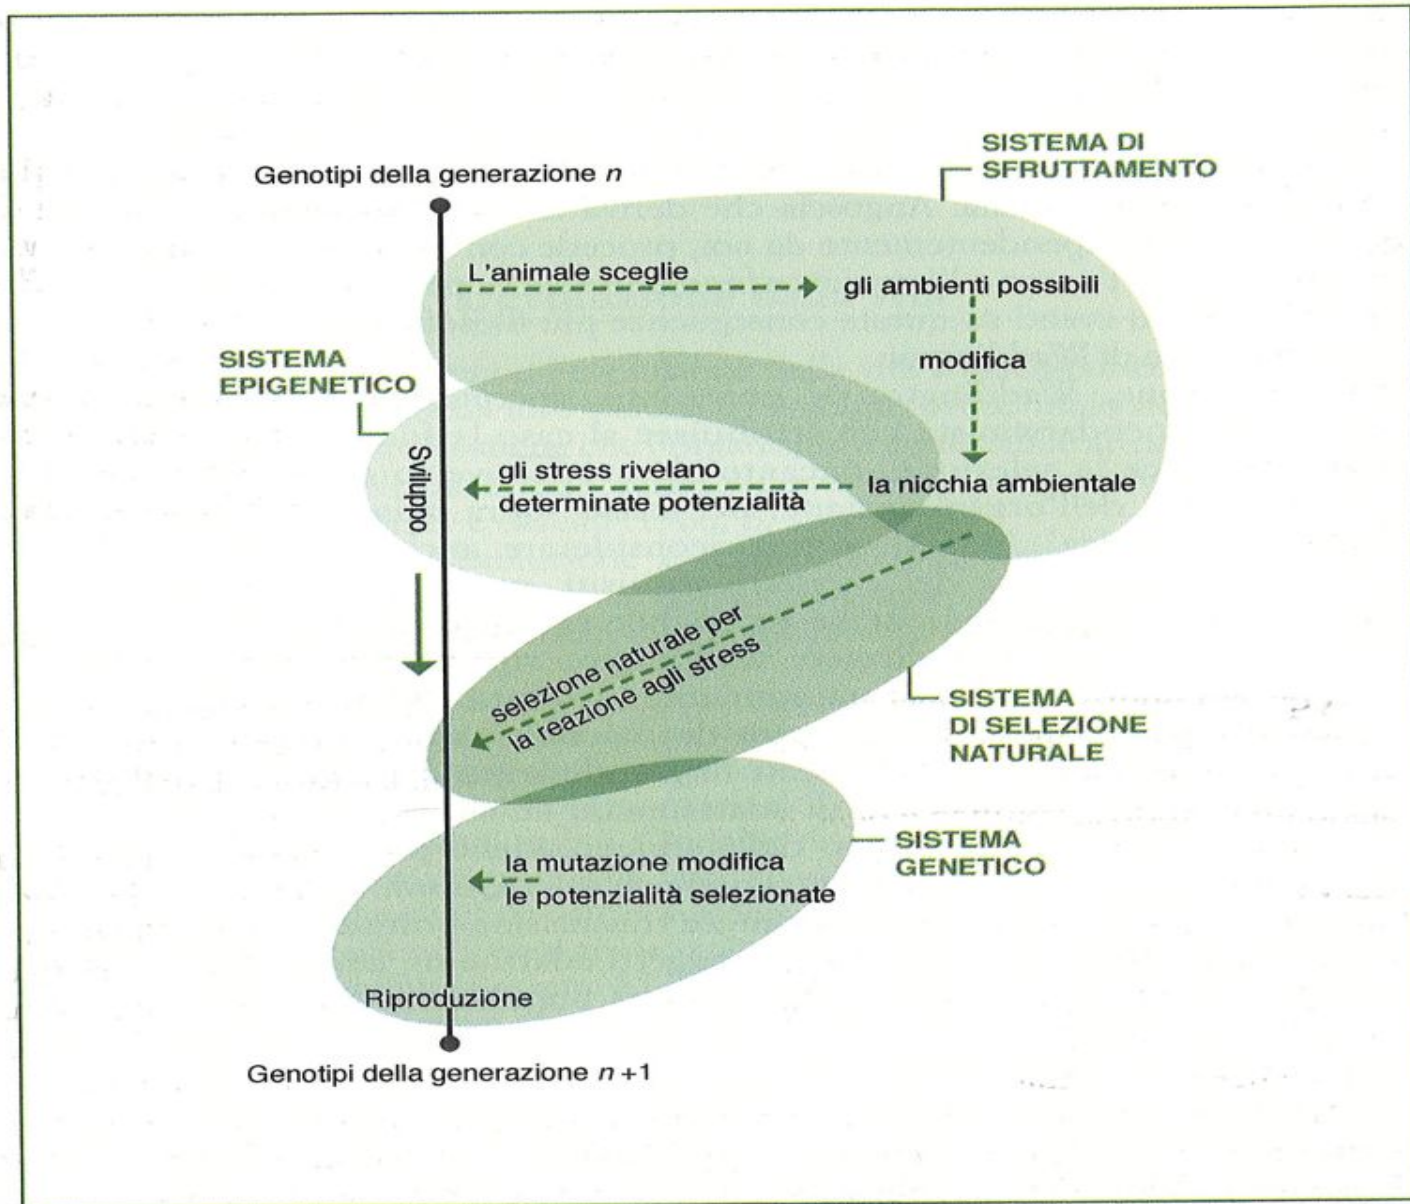 SISTEMA DI
SFRUTTAMENTO
Genotipi della generazione n
L'animale sceglie
gli ambienti possibili
modifica
SISTEMA
EPIGENETICO
Sviluppo
gli stress rivelano
determinate potenzialità
la nicchia ambientale
selezione naturale per
la reazione agli stress
SISTEMA
DI SELEZIONE
NATURALE
SISTEMA
GENETICO
la mutazione modifica
le potenzialità selezionate
Riproduzione
Genotipi della generazione n +1